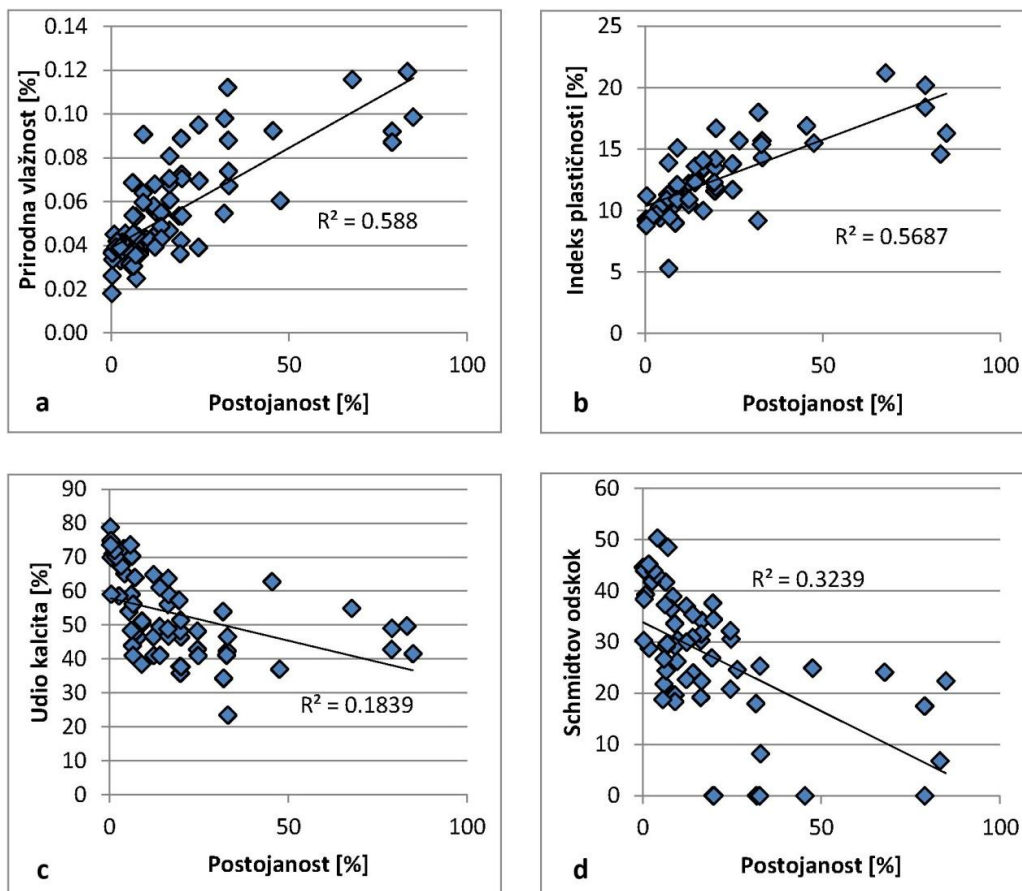 0.14
0.12
0.10
0.08
0.06
0.04
0.02
0.00
Prirodna vlažnost [%]
R² = 0.588
0 50 100
a Postojanost [%]
25
20
15
10
5
0
Indeks plastičnosti [%]
R² = 0.5687
0 50 100
b Postojanost [%]
90
80
70
60
50
40
30
20
10
0
Udio kalcita [%]
R² = 0.1839
0 50 100
c Postojanost [%]
60
50
40
30
20
10
0
Schmidtov odskok
R² = 0.3239
0 50 100
d Postojanost [%]